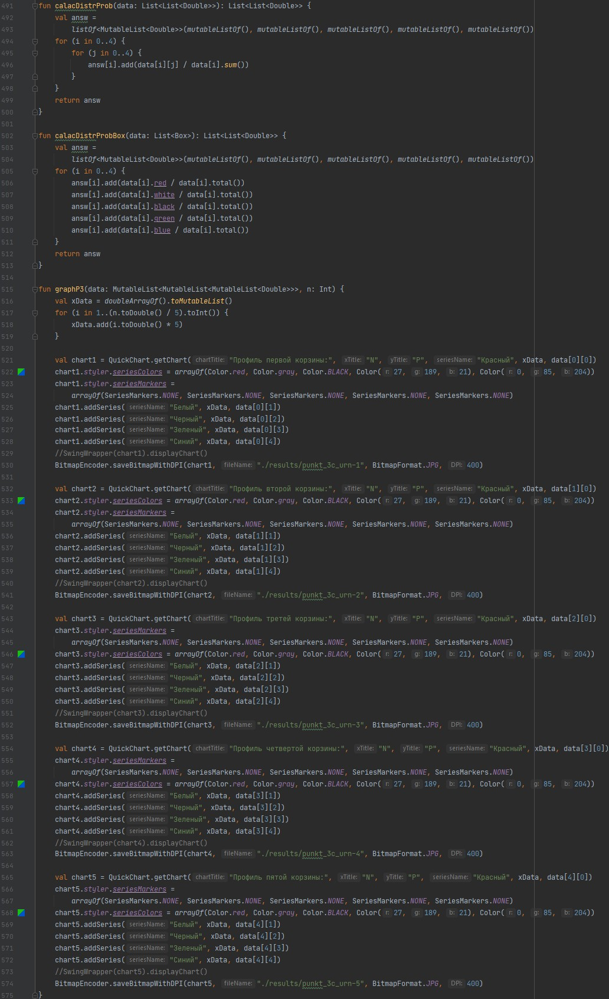 491 fun calacDistrProb(data: List<List<Double>>): List<List<Double>> {
492 val answ =
493 listOf<MutableList<Double>>(mutableListOf(), mutableListOf(), mutableListOf(), mutableListOf(), mutableListOf())
494 for (i in 0..4) {
495 for (j in 0..4) {
496 answ[i].add(data[i][j] / data[i].sum())
497 }
498 }
499 return answ
500 }
501
502 fun calacDistrProbBox(data: List<Box>): List<List<Double>> {
503 val answ =
504 listOf<MutableList<Double>>(mutableListOf(), mutableListOf(), mutableListOf(), mutableListOf(), mutableListOf())
505 for (i in 0..4) {
506 answ[i].add(data[i].red / data[i].total())
507 answ[i].add(data[i].white / data[i].total())
508 answ[i].add(data[i].black / data[i].total())
509 answ[i].add(data[i].green / data[i].total())
510 answ[i].add(data[i].blue / data[i].total())
511 }
512 return answ
513 }
514
515 fun graphP3(data: MutableList<MutableList<MutableList<Double>>>, n: Int) {
516 val xData = doubleArrayOf().toMutableList()
517 for (i in 1..(n.toDouble() / 5).toInt()) {
518 xData.add(i.toDouble() * 5)
519 }
520
521 val chart1 = QuickChart.getChart( chartTitle: "Профиль первой корзины:", xTitle: "N", yTitle: "P", seriesName: "Красный", xData, data[0][0])
522 chart1.styler.seriesColors = arrayOf(Color.red, Color.gray, Color.BLACK, Color( r: 27, g: 189, b: 21), Color( r: 0, g: 85, b: 204))
523 chart1.styler.seriesMarkers =
524 arrayOf(SeriesMarkers.NONE, SeriesMarkers.NONE, SeriesMarkers.NONE, SeriesMarkers.NONE, SeriesMarkers.NONE)
525 chart1.addSeries( seriesName: "Белый", xData, data[0][1])
526 chart1.addSeries( seriesName: "Черный", xData, data[0][2])
527 chart1.addSeries( seriesName: "Зеленый", xData, data[0][3])
528 chart1.addSeries( seriesName: "Синий", xData, data[0][4])
529 //SwingWrapper(chart1).displayChart()
530 BitmapEncoder.saveBitmapWithDPI(chart1, fileName: "./results/punkt_3c_urn-1", BitmapFormat.JPG, DPI: 400)
531
532 val chart2 = QuickChart.getChart( chartTitle: "Профиль второй корзины:", xTitle: "N", yTitle: "P", seriesName: "Красный", xData, data[1][0])
533 chart2.styler.seriesColors = arrayOf(Color.red, Color.gray, Color.BLACK, Color( r: 27, g: 189, b: 21), Color( r: 0, g: 85, b: 204))
534 chart2.styler.seriesMarkers =
535 arrayOf(SeriesMarkers.NONE, SeriesMarkers.NONE, SeriesMarkers.NONE, SeriesMarkers.NONE, SeriesMarkers.NONE)
536 chart2.addSeries( seriesName: "Белый", xData, data[1][1])
537 chart2.addSeries( seriesName: "Черный", xData, data[1][2])
538 chart2.addSeries( seriesName: "Зеленый", xData, data[1][3])
539 chart2.addSeries( seriesName: "Синий", xData, data[1][4])
540 //SwingWrapper(chart2).displayChart()
541 BitmapEncoder.saveBitmapWithDPI(chart2, fileName: "./results/punkt_3c_urn-2", BitmapFormat.JPG, DPI: 400)
542
543 val chart3 = QuickChart.getChart( chartTitle: "Профиль третей корзины:", xTitle: "N", yTitle: "P", seriesName: "Красный", xData, data[2][0])
544 chart3.styler.seriesMarkers =
545 arrayOf(SeriesMarkers.NONE, SeriesMarkers.NONE, SeriesMarkers.NONE, SeriesMarkers.NONE, SeriesMarkers.NONE)
546 chart3.styler.seriesColors = arrayOf(Color.red, Color.gray, Color.BLACK, Color( r: 27, g: 189, b: 21), Color( r: 0, g: 85, b: 204))
547 chart3.addSeries( seriesName: "Белый", xData, data[2][1])
548 chart3.addSeries( seriesName: "Черный", xData, data[2][2])
549 chart3.addSeries( seriesName: "Зеленый", xData, data[2][3])
550 chart3.addSeries( seriesName: "Синий", xData, data[2][4])
551 //SwingWrapper(chart3).displayChart()
552 BitmapEncoder.saveBitmapWithDPI(chart3, fileName: "./results/punkt_3c_urn-3", BitmapFormat.JPG, DPI: 400)
553
554 val chart4 = QuickChart.getChart( chartTitle: "Профиль четвертой корзины:", xTitle: "N", yTitle: "P", seriesName: "Красный", xData, data[3][0])
555 chart4.styler.seriesMarkers =
556 arrayOf(SeriesMarkers.NONE, SeriesMarkers.NONE, SeriesMarkers.NONE, SeriesMarkers.NONE, SeriesMarkers.NONE)
557 chart4.styler.seriesColors = arrayOf(Color.red, Color.gray, Color.BLACK, Color( r: 27, g: 189, b: 21), Color( r: 0, g: 85, b: 204))
558 chart4.addSeries( seriesName: "Белый", xData, data[3][1])
559 chart4.addSeries( seriesName: "Черный", xData, data[3][2])
560 chart4.addSeries( seriesName: "Зеленый", xData, data[3][3])
561 chart4.addSeries( seriesName: "Синий", xData, data[3][4])
562 //SwingWrapper(chart4).displayChart()
563 BitmapEncoder.saveBitmapWithDPI(chart4, fileName: "./results/punkt_3c_urn-4", BitmapFormat.JPG, DPI: 400)
564
565 val chart5 = QuickChart.getChart( chartTitle: "Профиль пятой корзины:", xTitle: "N", yTitle: "P", seriesName: "Красный", xData, data[4][0])
566 chart5.styler.seriesMarkers =
567 arrayOf(SeriesMarkers.NONE, SeriesMarkers.NONE, SeriesMarkers.NONE, SeriesMarkers.NONE, SeriesMarkers.NONE)
568 chart5.styler.seriesColors = arrayOf(Color.red, Color.gray, Color.BLACK, Color( r: 27, g: 189, b: 21), Color( r: 0, g: 85, b: 204))
569 chart5.addSeries( seriesName: "Белый", xData, data[4][1])
570 chart5.addSeries( seriesName: "Черный", xData, data[4][2])
571 chart5.addSeries( seriesName: "Зеленый", xData, data[4][3])
572 chart5.addSeries( seriesName: "Синий", xData, data[4][4])
573 //SwingWrapper(chart5).displayChart()
574 BitmapEncoder.saveBitmapWithDPI(chart5, fileName: "./results/punkt_3c_urn-5", BitmapFormat.JPG, DPI: 400)
575 }